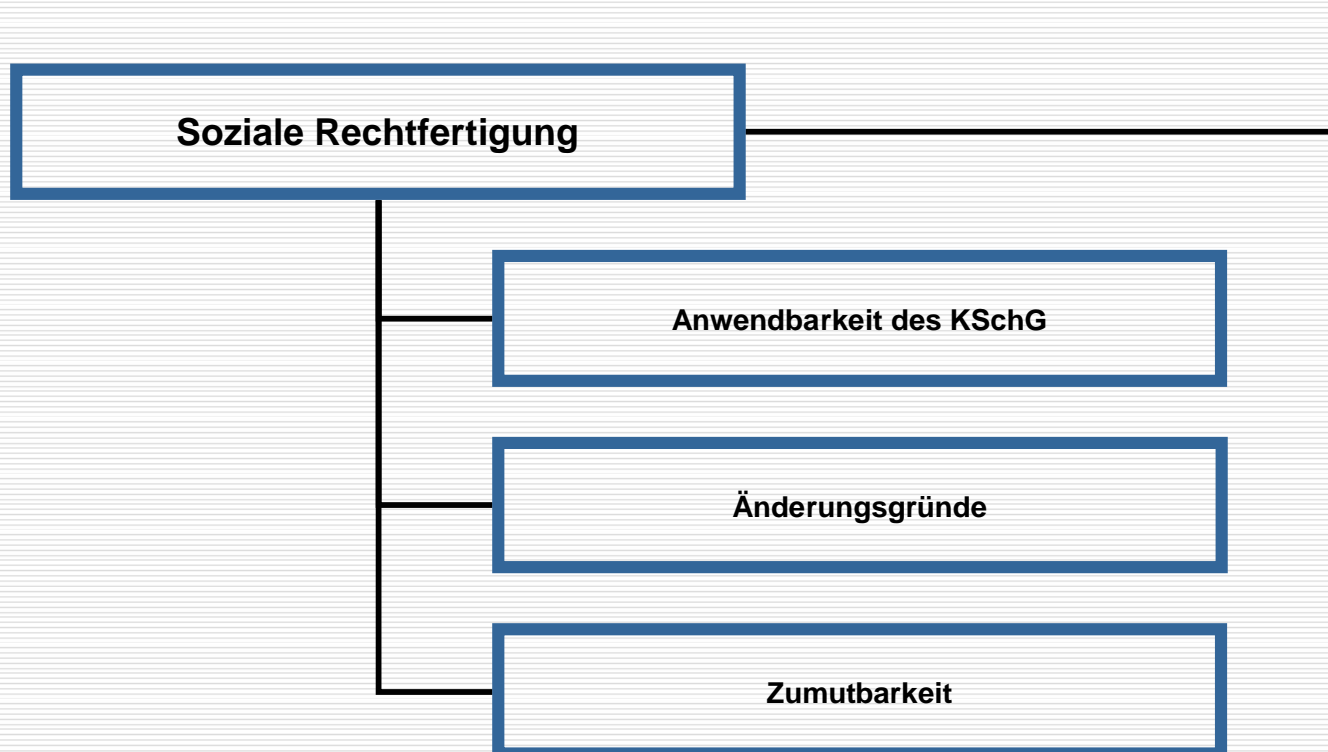 Soziale Rechtfertigung
Anwendbarkeit des KSchG
Änderungsgründe
Zumutbarkeit